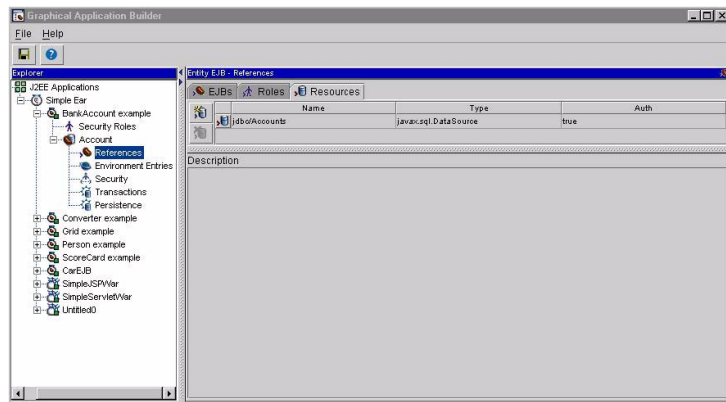 Graphical Application Builder
File Help
Explorer
J2EE Applications
Simple Ear
BankAccount example
Security Roles
Account
References
Environment Entries
Security
Transactions
Persistence
Converter example
Grid example
Person example
ScoreCard example
CarEJB
SimpleJSPWar
SimpleServletWar
Untitled0
Entity EJB - References
EJBs Roles Resources
Name Type Auth
jdbc/Accounts javax.sql.DataSource true
Description